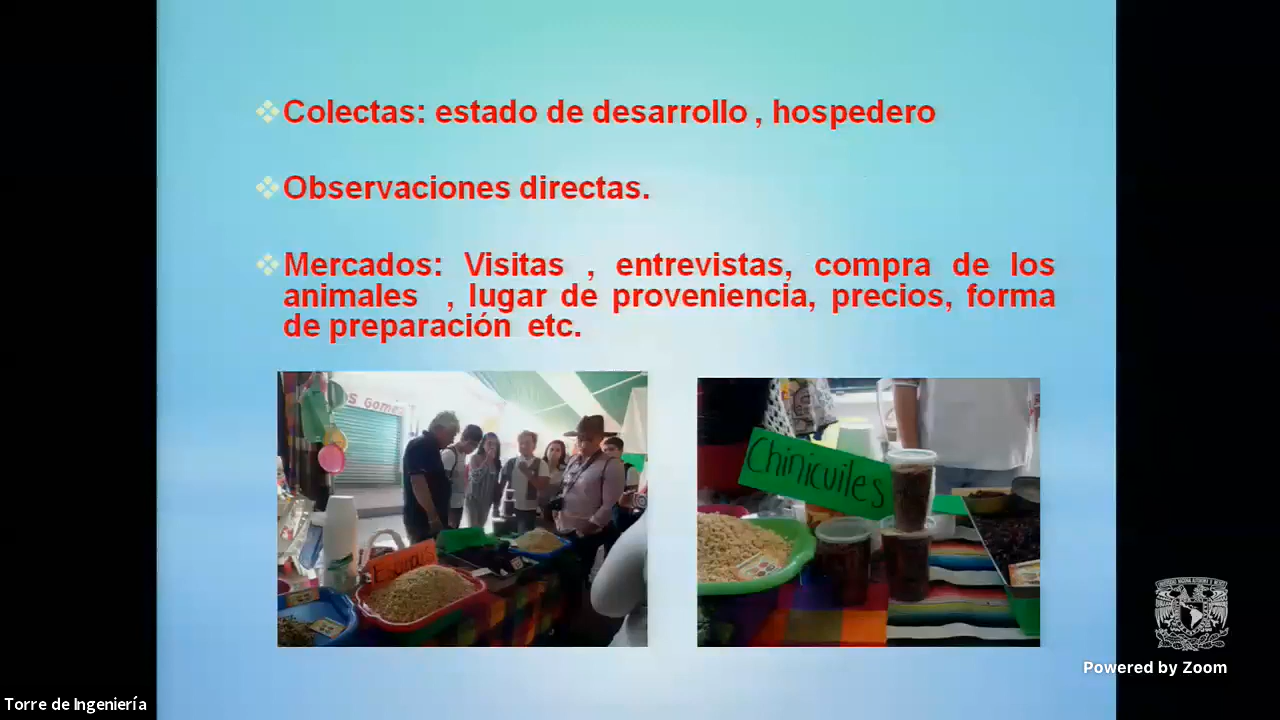 Colectas: estado de desarrollo , hospedero
Observaciones directas.
Mercados: Visitas , entrevistas, compra de los
animales , lugar de proveniencia, precios, forma
de preparación etc.
S Gomez
Chinicuiles
Powered by Zoom
Torre de Ingeniería